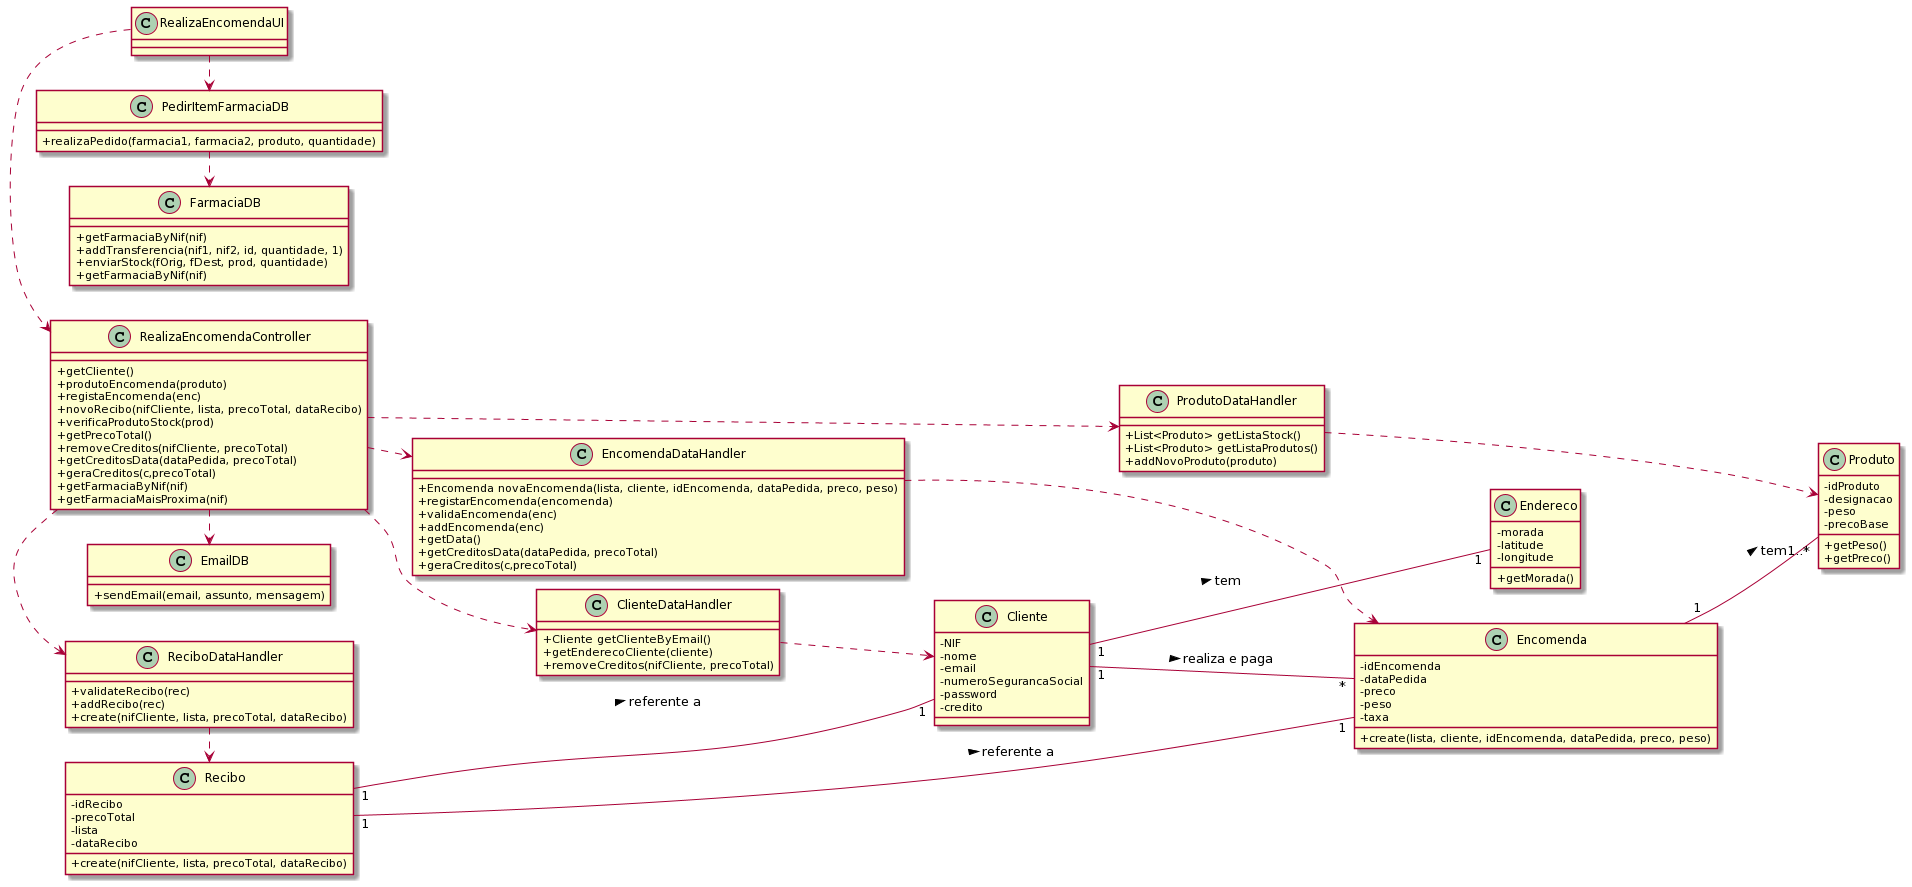 C RealizaEncomendaUI
C PedirItemFarmaciaDB
+realizaPedido(farmacia1, farmacia2, produto, quantidade)
C FarmaciaDB
+getFarmaciaByNif(nif)
+addTransferencia(nif1, nif2, id, quantidade, 1)
+enviarStock(fOrig, fDest, prod, quantidade)
+getFarmaciaByNif(nif)
C RealizaEncomendaController
+getCliente()
+produtoEncomenda(produto)
+registaEncomenda(enc)
+novoRecibo(nifCliente, lista, precoTotal, dataRecibo)
+verificaProdutoStock(prod)
+getPrecoTotal()
+removeCreditos(nifCliente, precoTotal)
+getCreditosData(dataPedida, precoTotal)
+geraCreditos(c,precoTotal)
+getFarmaciaByNif(nif)
+getFarmaciaMaisProxima(nif)
C EmailDB
+sendEmail(email, assunto, mensagem)
C ReciboDataHandler
+validateRecibo(rec)
+addRecibo(rec)
+create(nifCliente, lista, precoTotal, dataRecibo)
C Recibo
-idRecibo
-precoTotal
-lista
-dataRecibo
+create(nifCliente, lista, precoTotal, dataRecibo)
C EncomendaDataHandler
+Encomenda novaEncomenda(lista, cliente, idEncomenda, dataPedida, preco, peso)
+registarEncomenda(encomenda)
+validaEncomenda(enc)
+addEncomenda(enc)
+getData()
+getCreditosData(dataPedida, precoTotal)
+geraCreditos(c,precoTotal)
C ClienteDataHandler
+Cliente getClienteByEmail()
+getEnderecoCliente(cliente)
+removeCreditos(nifCliente, precoTotal)
referente a
1
1
referente a
1
1
C Cliente
-NIF
-nome
-email
-numeroSegurancaSocial
-password
-credito
C ProdutoDataHandler
+List<Produto> getListaStock()
+List<Produto> getListaProdutos()
+addNovoProduto(produto)
tem
1
1
realiza e paga
1
*
C Endereco
-morada
-latitude
-longitude
+getMorada()
C Encomenda
-idEncomenda
-dataPedida
-preco
-peso
-taxa
+create(lista, cliente, idEncomenda, dataPedida, preco, peso)
tem
1
1..*
C Produto
-idProduto
-designacao
-peso
-precoBase
+getPeso()
+getPreco()